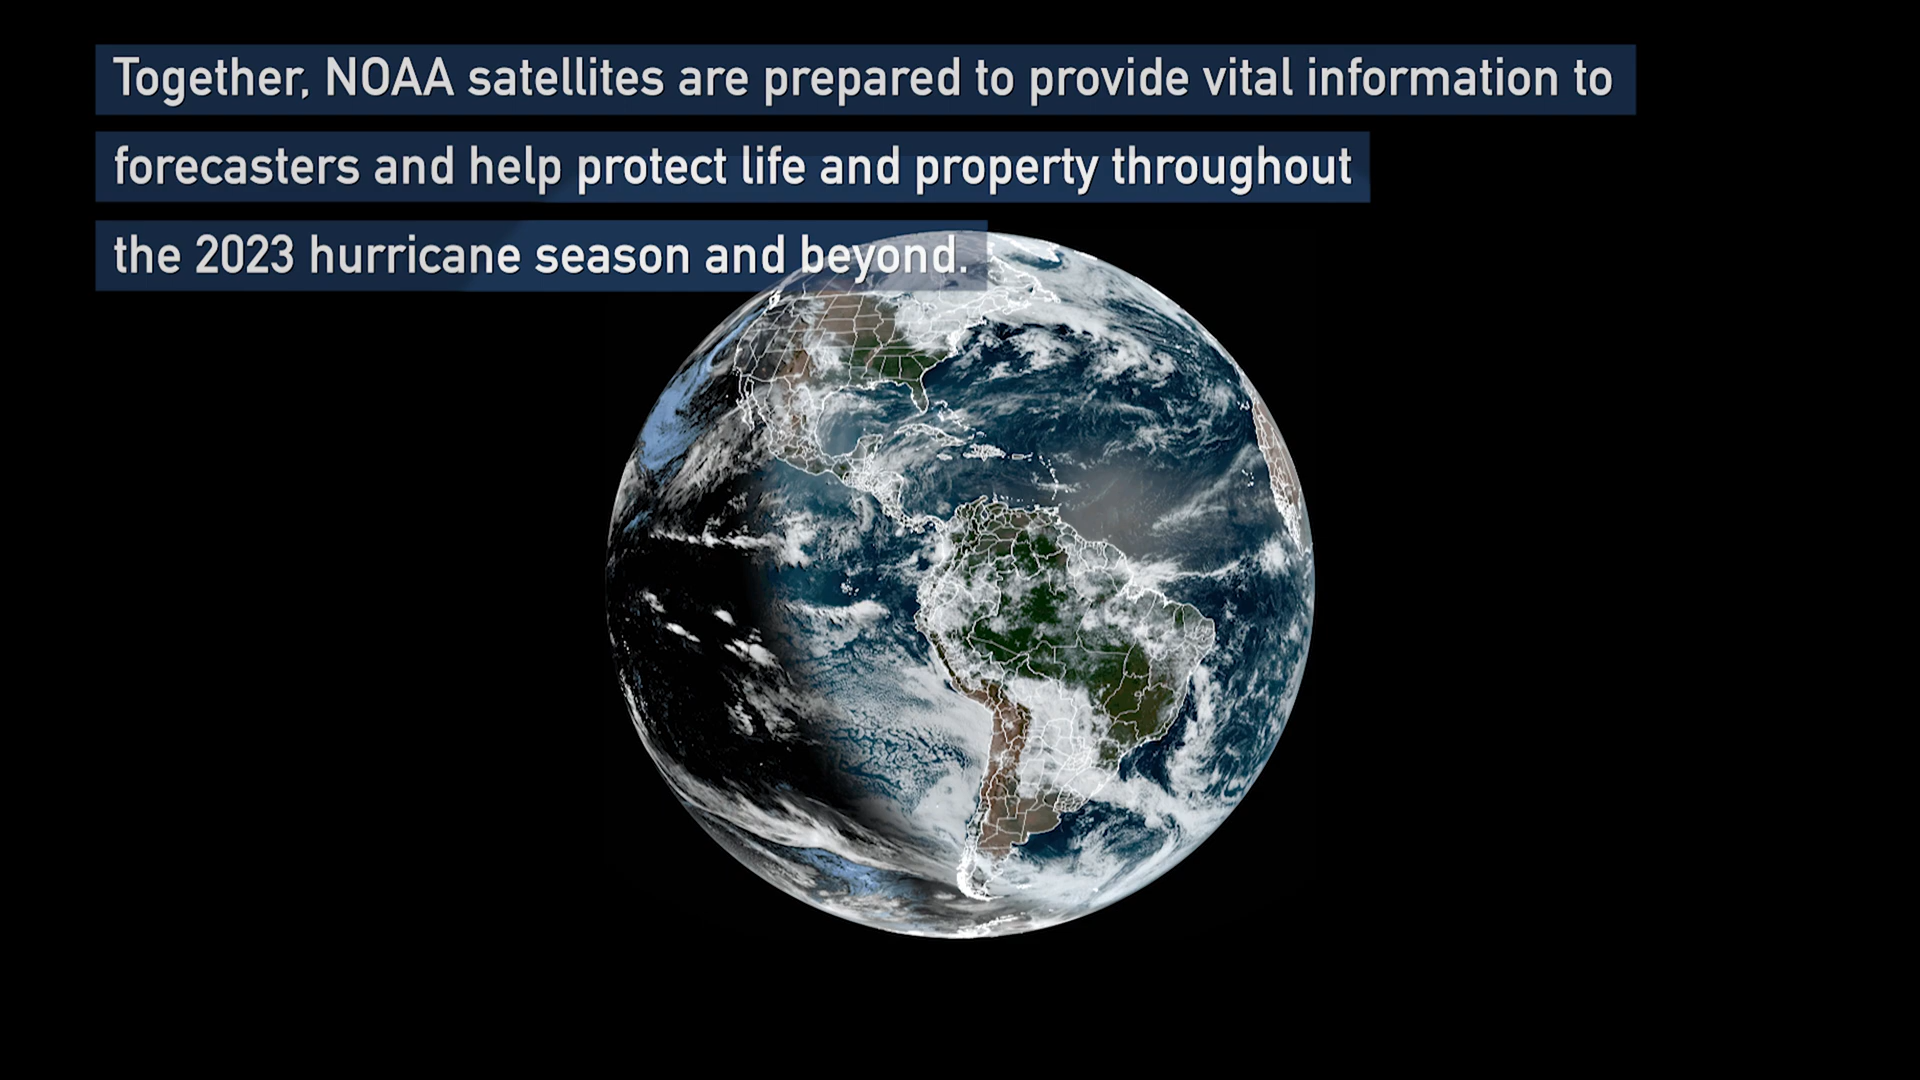 Together, NOAA satellites are prepared to provide vital information to
forecasters and help protect life and property throughout
the 2023 hurricane season and beyond.